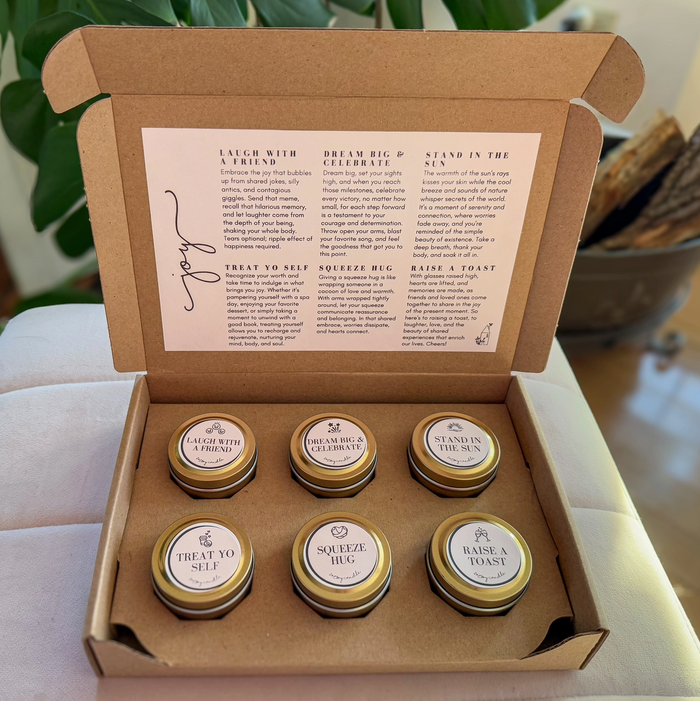 joy
LAUGH WITH
A FRIEND
Embrace the joy that bubbles
up from shared jokes, silly
antics, and contagious
giggles. Send that meme,
recall that hilarious memory,
and let laughter come from
the depth of your being,
shaking your whole body.
Tears optional; ripple effect of
happiness required.
DREAM BIG &
CELEBRATE
Dream big, set your sights
high, and when you reach
those milestones, celebrate
every victory, no matter how
small, for each step forward
is a testament to your
courage and determination.
Throw open your arms, blast
your favorite song, and feel
the goodness that got you to
this point.
STAND IN THE
SUN
The warmth of the sun's rays
kisses your skin while the cool
breeze and sounds of nature
whisper secrets of the world.
It's a moment of serenity and
connection, where worries
fade away, and you're
reminded of the simple
beauty of existence. Take a
deep breath, thank your
body, and soak it all in.
TREAT YO SELF
Recognize your worth and
take time to indulge in what
brings you joy. Whether it's
pampering yourself with a spa
day, enjoying your favorite
dessert, or simply taking a
moment to unwind with a
good book, treating yourself
allows you to recharge and
rejuvenate, nurturing your
mind, body, and soul.
SQUEEZE HUG
Giving a squeeze hug is like
wrapping someone in a
cocoon of love and warmth.
With arms wrapped tightly
around, let your squeeze
communicate reassurance
and belonging. In that shared
embrace, worries dissipate,
and hearts connect.
RAISE A TOAST
With glasses raised high,
hearts are lifted, and
memories are made, as
friends and loved ones come
together to share in the joy
of the present moment. So
here's to raising a toast, to
laughter, love, and the
beauty of shared
experiences that enrich
our lives. Cheers!
LAUGH WITH
A FRIEND
DREAM BIG &
CELEBRATE
STAND IN
THE SUN
TREAT YO
SELF
SQUEEZE
HUG
RAISE A
TOAST